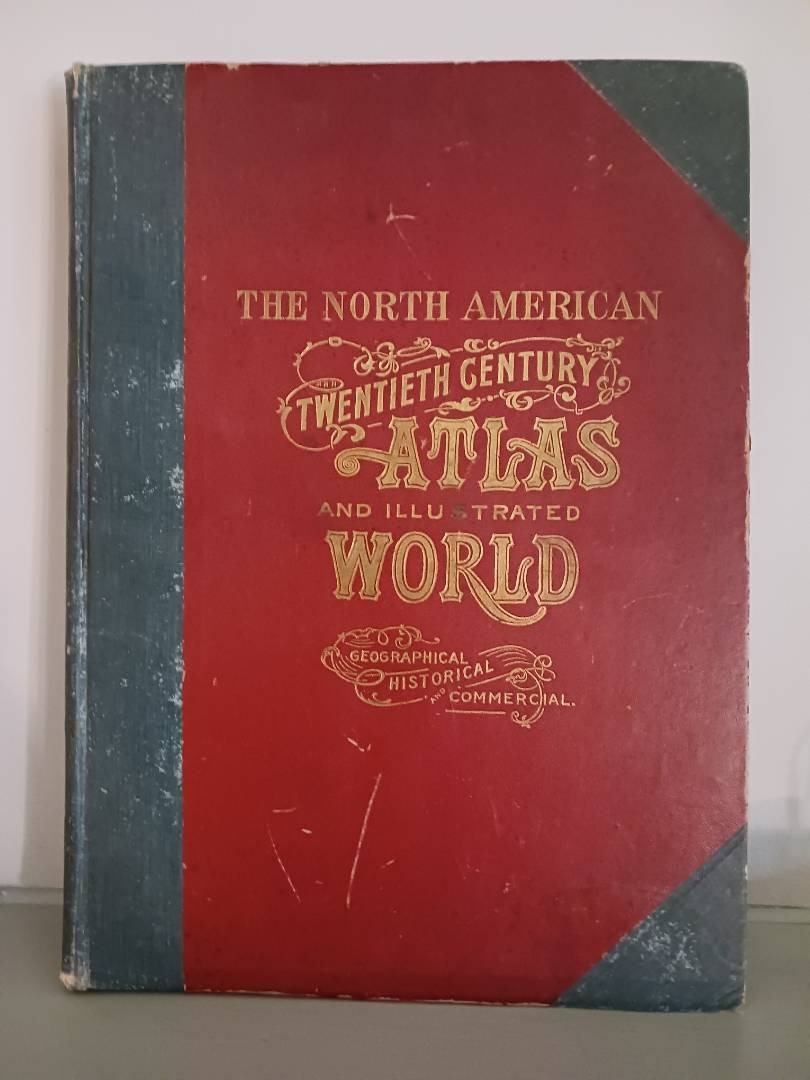 THE NORTH AMERICAN
TWENTIETH CENTURY
ATLAS
AND ILLUSTRATED
WORLD
GEOGRAPHICAL
HISTORICAL
AND
COMMERCIAL.